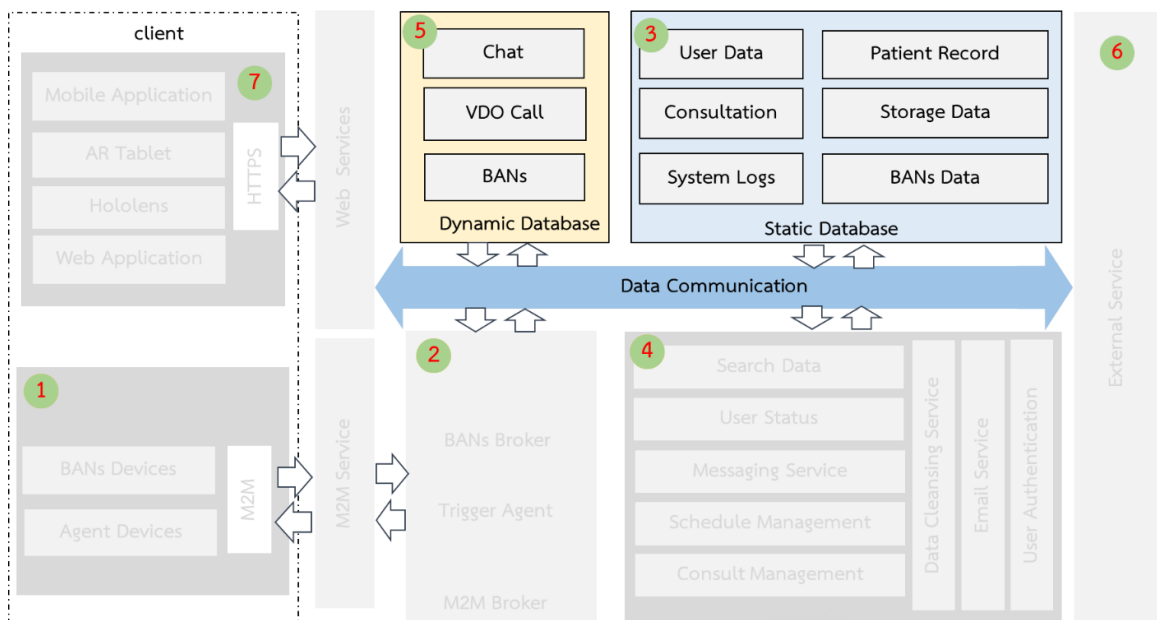 client
7
Mobile Application
AR Tablet
Hololens
Web Application
HTTPS
Web Services
5
Chat
VDO Call
BANs
Dynamic Database
3
User Data
Patient Record
Consultation
Storage Data
System Logs
BANs Data
Static Database
6
External Service
Data Communication
1
BANs Devices
Agent Devices
M2M
M2M Service
2
BANs Broker
Trigger Agent
M2M Broker
4
Search Data
User Status
Messaging Service
Schedule Management
Consult Management
Data Cleansing Service
Email Service
User Authentication